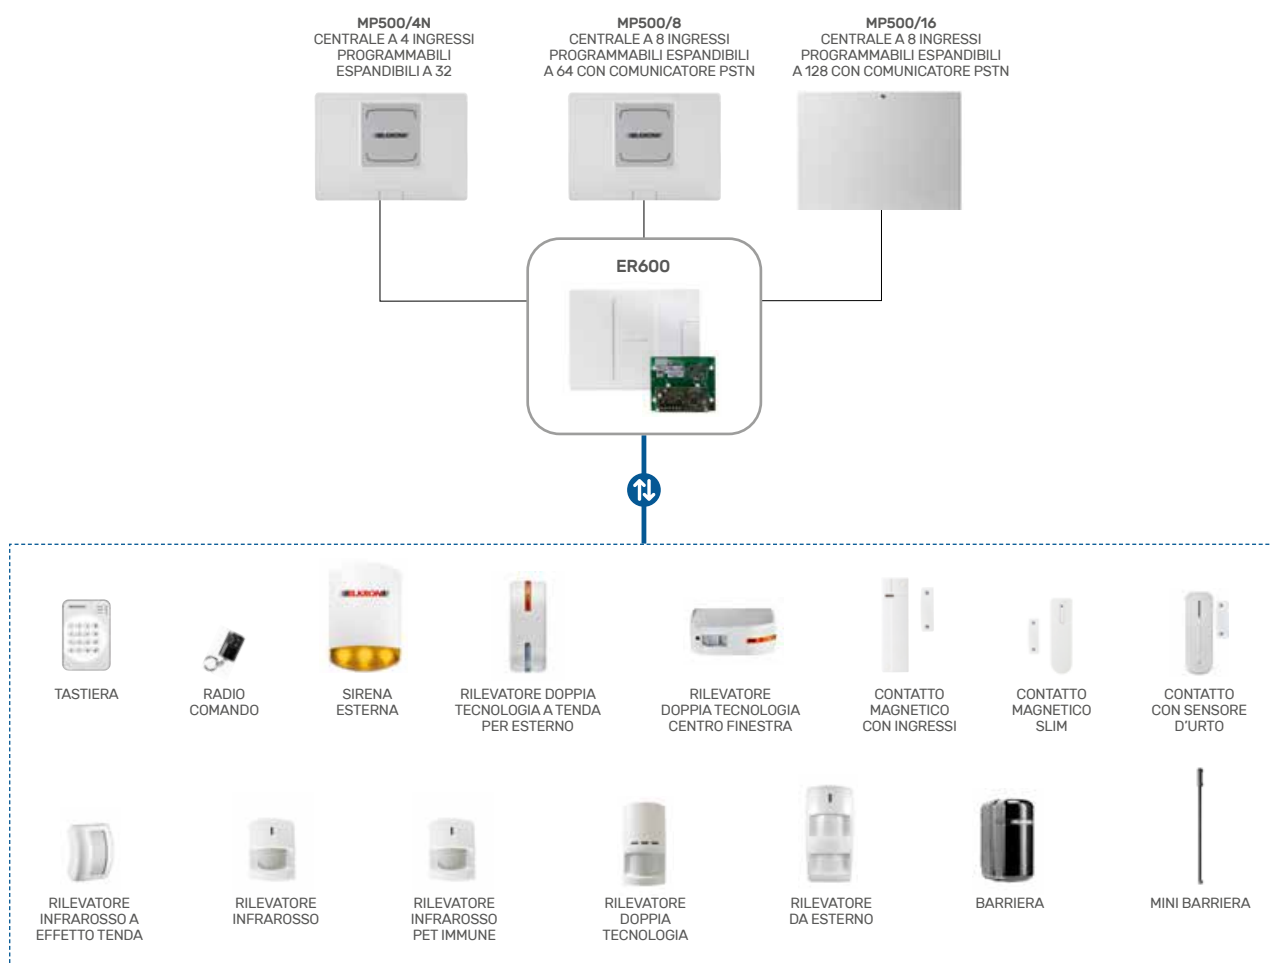 MP500/4N
CENTRALE A 4 INGRESSI
PROGRAMMABILI
ESPANDIBILI A 32
MP500/8
CENTRALE A 8 INGRESSI
PROGRAMMABILI ESPANDIBILI
A 64 CON COMUNICATORE PSTN
MP500/16
CENTRALE A 8 INGRESSI
PROGRAMMABILI ESPANDIBILI
A 128 CON COMUNICATORE PSTN
ELKRON
ELKRON
ER600
ELKRON
TASTIERA
RADIO
COMANDO
SIRENA
ESTERNA
RILEVATORE DOPPIA
TECNOLOGIA A TENDA
PER ESTERNO
RILEVATORE
DOPPIA TECNOLOGIA
CENTRO FINESTRA
CONTATTO
MAGNETICO
CON INGRESSI
CONTATTO
MAGNETICO
SLIM
CONTATTO
CON SENSORE
D'URTO
RILEVATORE
INFRAROSSO A
EFFETTO TENDA
RILEVATORE
INFRAROSSO
RILEVATORE
INFRAROSSO
PET IMMUNE
RILEVATORE
DOPPIA
TECNOLOGIA
RILEVATORE
DA ESTERNO
BARRIERA
MINI BARRIERA